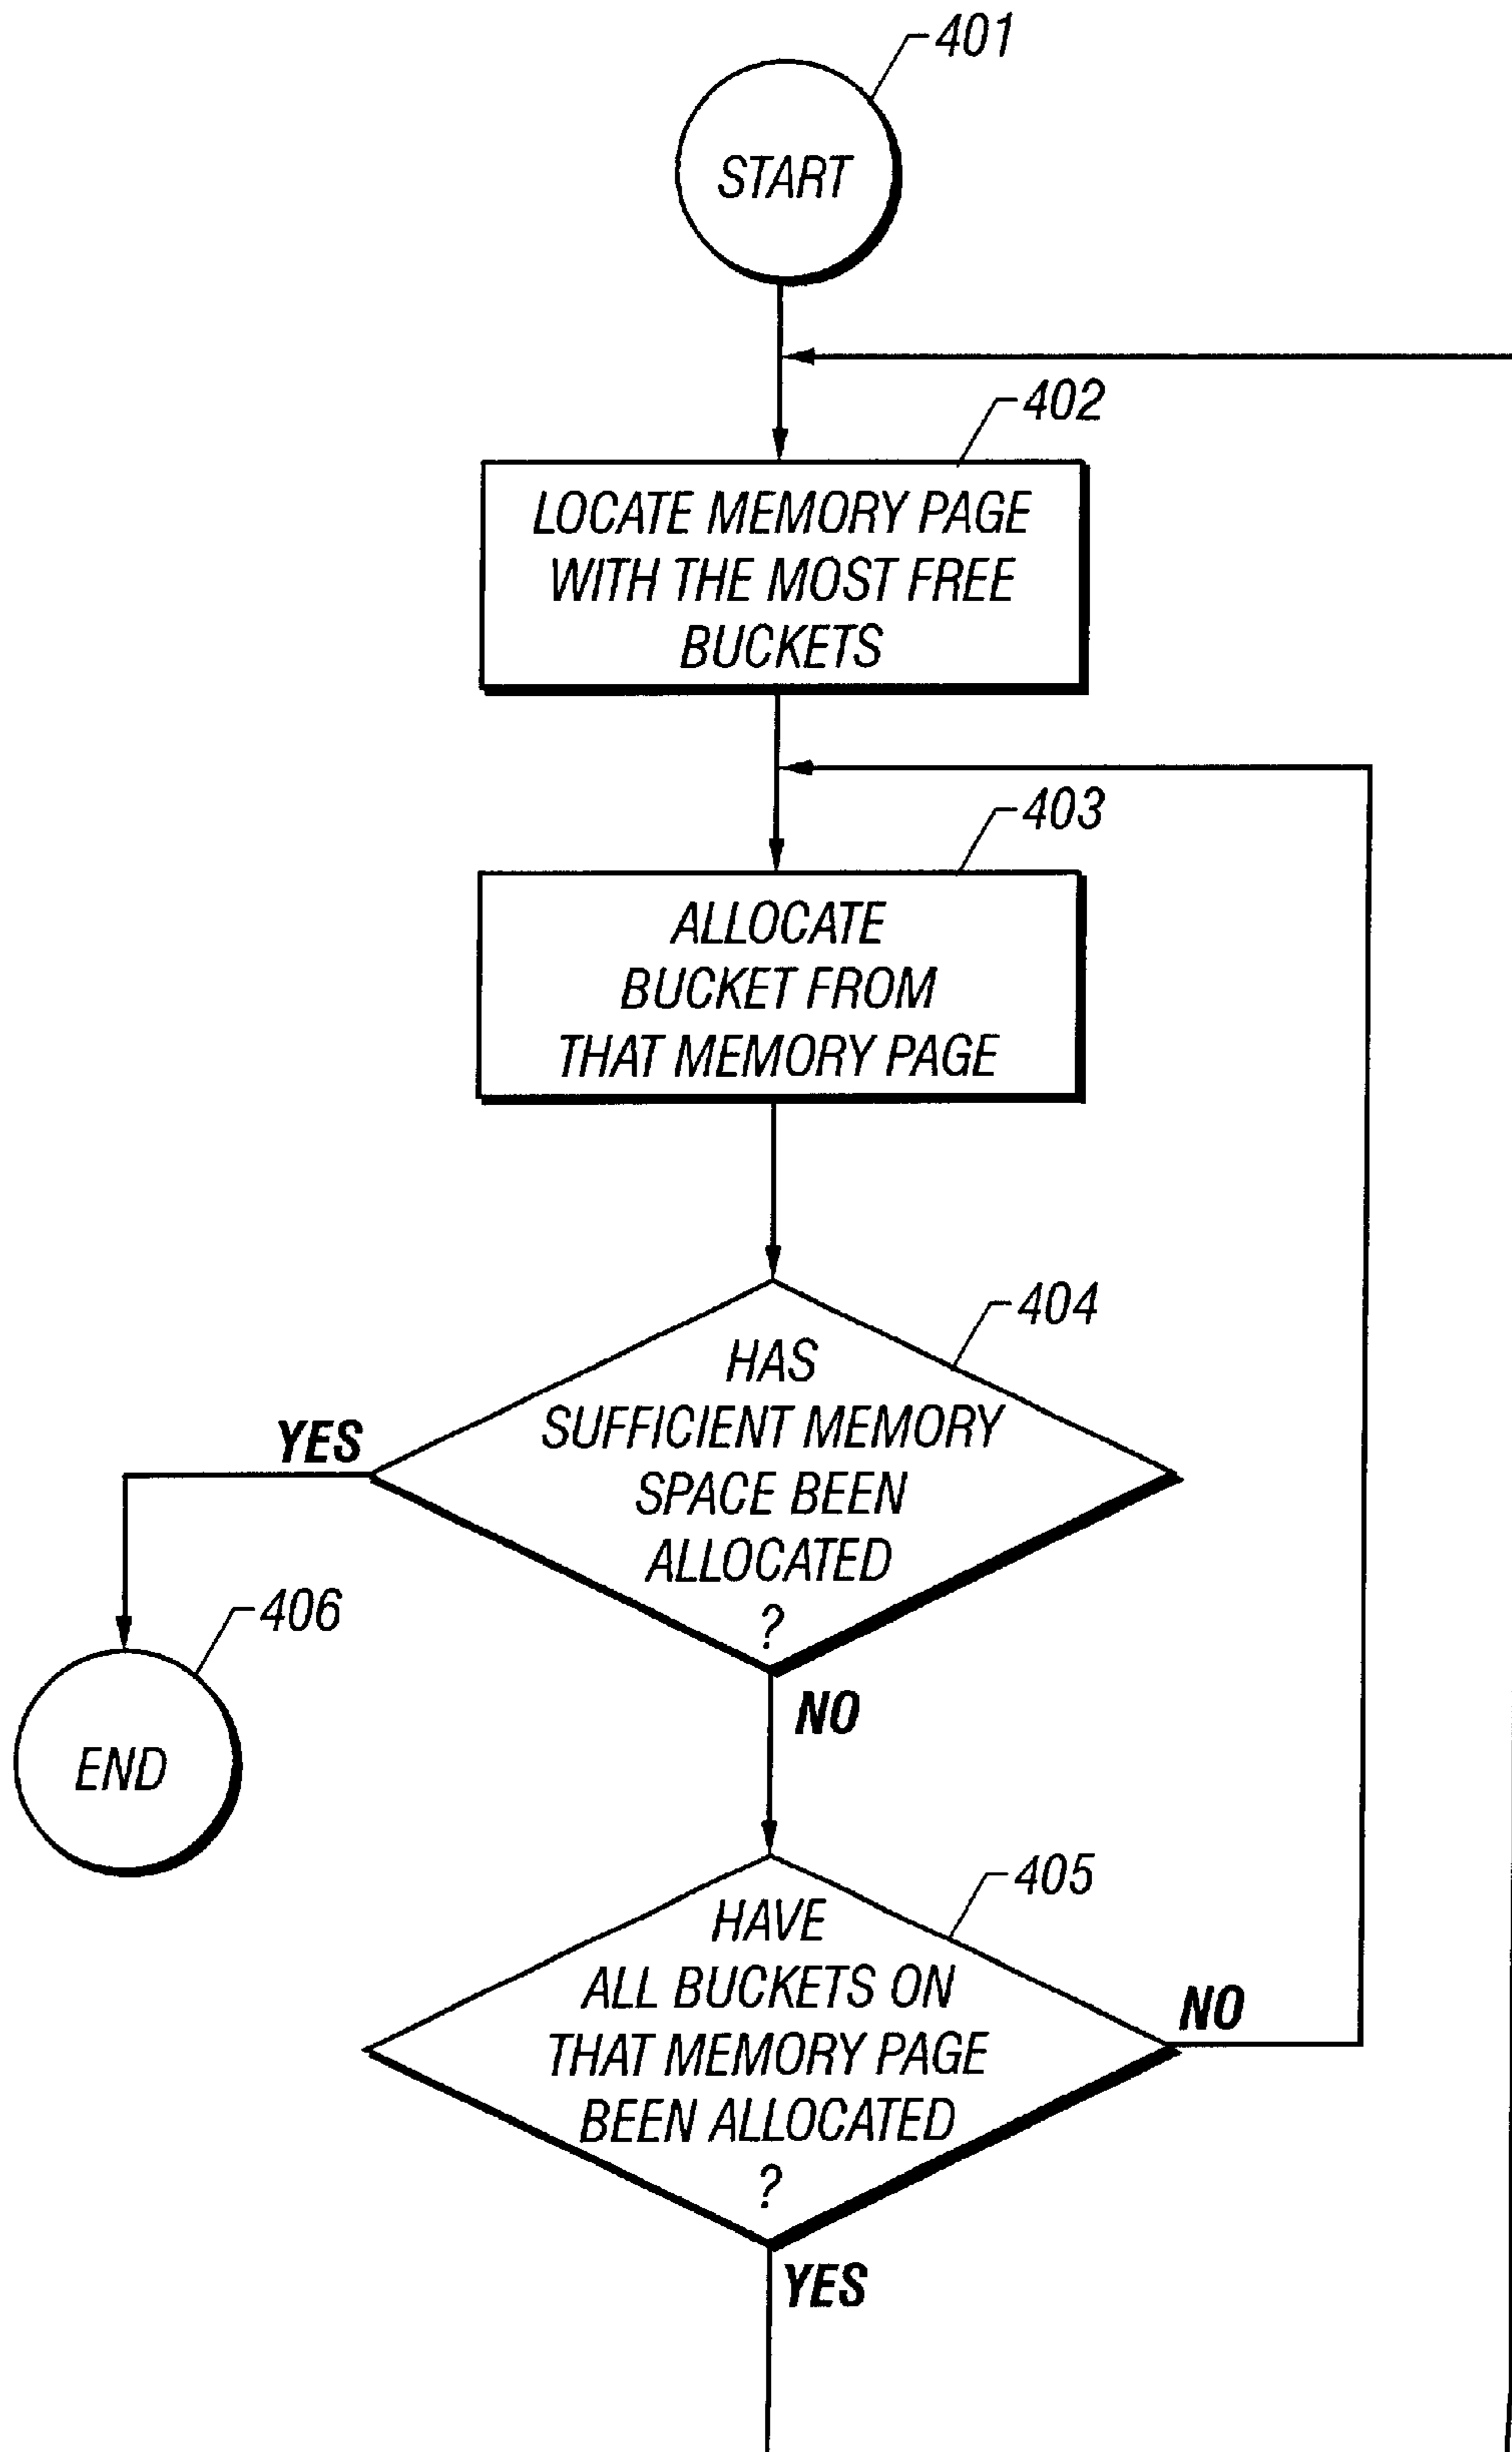 401
START
402
LOCATE MEMORY PAGE
WITH THE MOST FREE
BUCKETS
403
ALLOCATE
BUCKET FROM
THAT MEMORY PAGE
404
HAS
SUFFICIENT MEMORY
SPACE BEEN
ALLOCATED
?
YES
NO
406
END
405
HAVE
ALL BUCKETS ON
THAT MEMORY PAGE
BEEN ALLOCATED
?
NO
YES